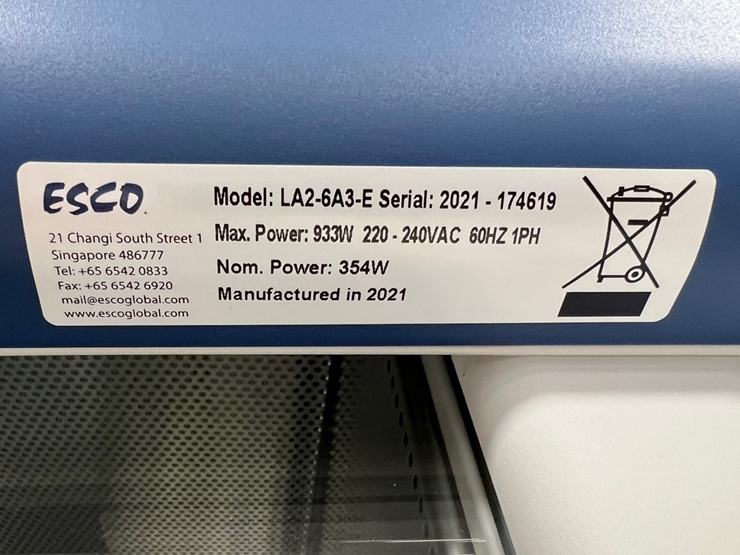 ESCO
21 Changi South Street 1
Singapore 486777
Tel: +65 6542 0833
Fax: +65 6542 6920
mail@escoglobal.com
www.escoglobal.com
Model: LA2-6A3-E Serial: 2021 - 174619
Max. Power: 933W 220 - 240VAC 60HZ 1PH
Nom. Power: 354W
Manufactured in 2021